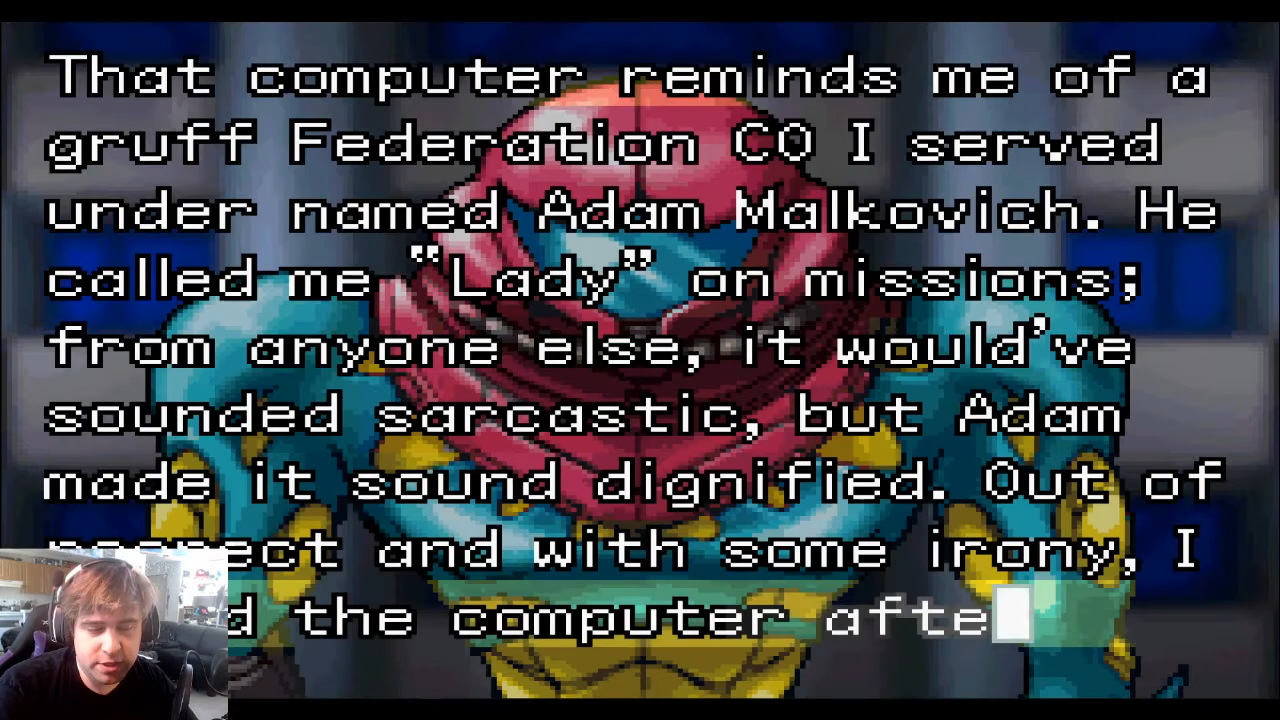 That computer reminds me of a
gruff Federation CO I served
under named Adam Malkovich. He
called me "Lady" on missions;
from anyone else, it would've
sounded sarcastic, but Adam
made it sound dignified. Out of
respect and with some irony, I
the computer afte